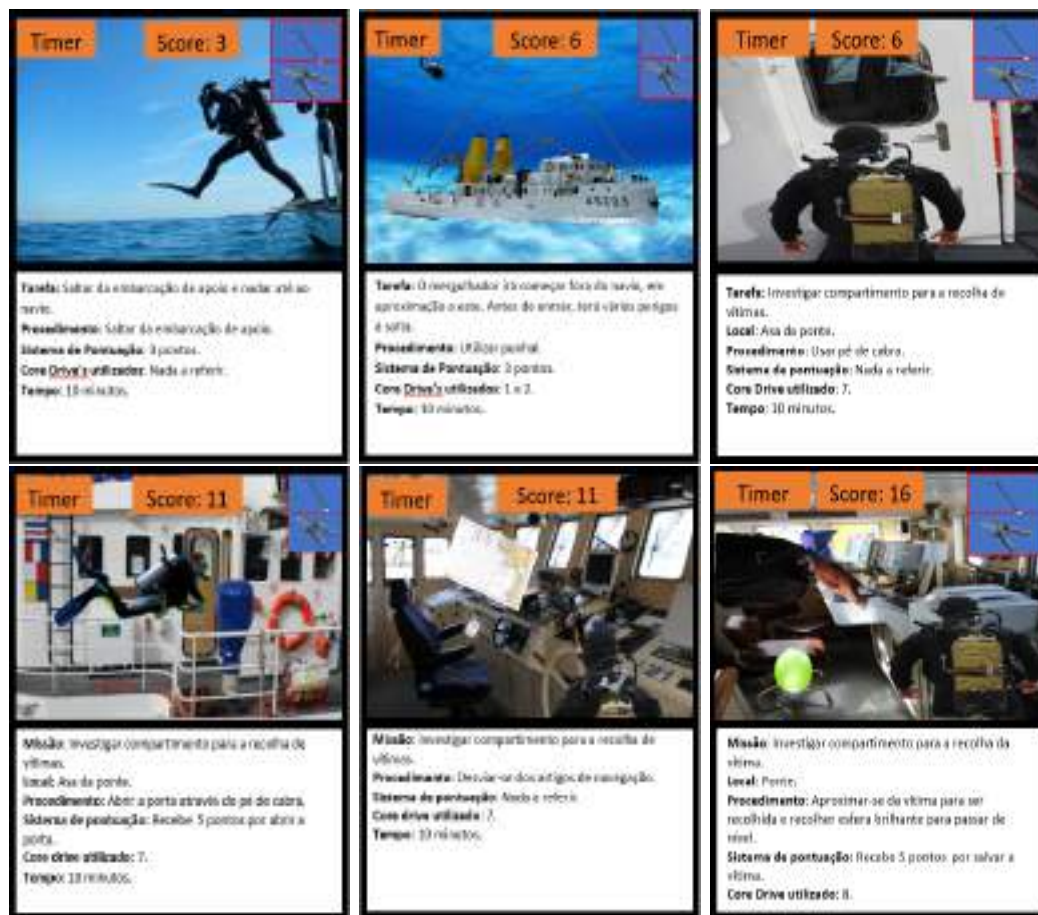 Timer
Score: 3
Tarefa: Saltar da embarcação de apoio e nadar até ao
navio.
Procedimento: Saltar da embarcação de apoio.
Sistema de Pontuação: 3 pontos.
Core Drive's utilizados: Nada a referir.
Tempo: 10 minutos.
Timer
Score: 6
Tarefa: O mergulhador irá começar fora do navio, em
aproximação a este. Antes de entrar, terá vários perigos
à solta.
Procedimento: Utilizar punhal.
Sistema de Pontuação: 3 pontos.
Core Drive's utilizados: 1 e 2.
Tempo: 10 minutos.
Timer
Score: 6
Tarefa: Investigar compartimento para a recolha de
vítimas.
Local: Asa da ponte.
Procedimento: Usar pé de cabra.
Sistema de pontuação: Nada a referir.
Core Drive utilizado: 7.
Tempo: 10 minutos.
Timer
Score: 11
Missão: Investigar compartimento para a recolha de
vítimas.
Local: Asa da ponte.
Procedimento: Abrir a porta através do pé de cabra.
Sistema de pontuação: Recebe 5 pontos por abrir a
porta.
Core drive utilizado: 7.
Tempo: 10 minutos.
Timer
Score: 11
Missão: Investigar compartimento para a recolha de
vítimas.
Procedimento: Desviar-se dos artigos de navegação.
Sistema de pontuação: Nada a referir.
Core drive utilizado: 7.
Tempo: 10 minutos.
Timer
Score: 16
Missão: Investigar compartimento para a recolha da
vítima.
Local: Ponte.
Procedimento: Aproximar-se da vítima para ser
recolhida e recolher esfera brilhante para passar de
nível.
Sistema de pontuação: Recebe 5 pontos por salvar a
vítima.
Core Drive utilizado: 8.